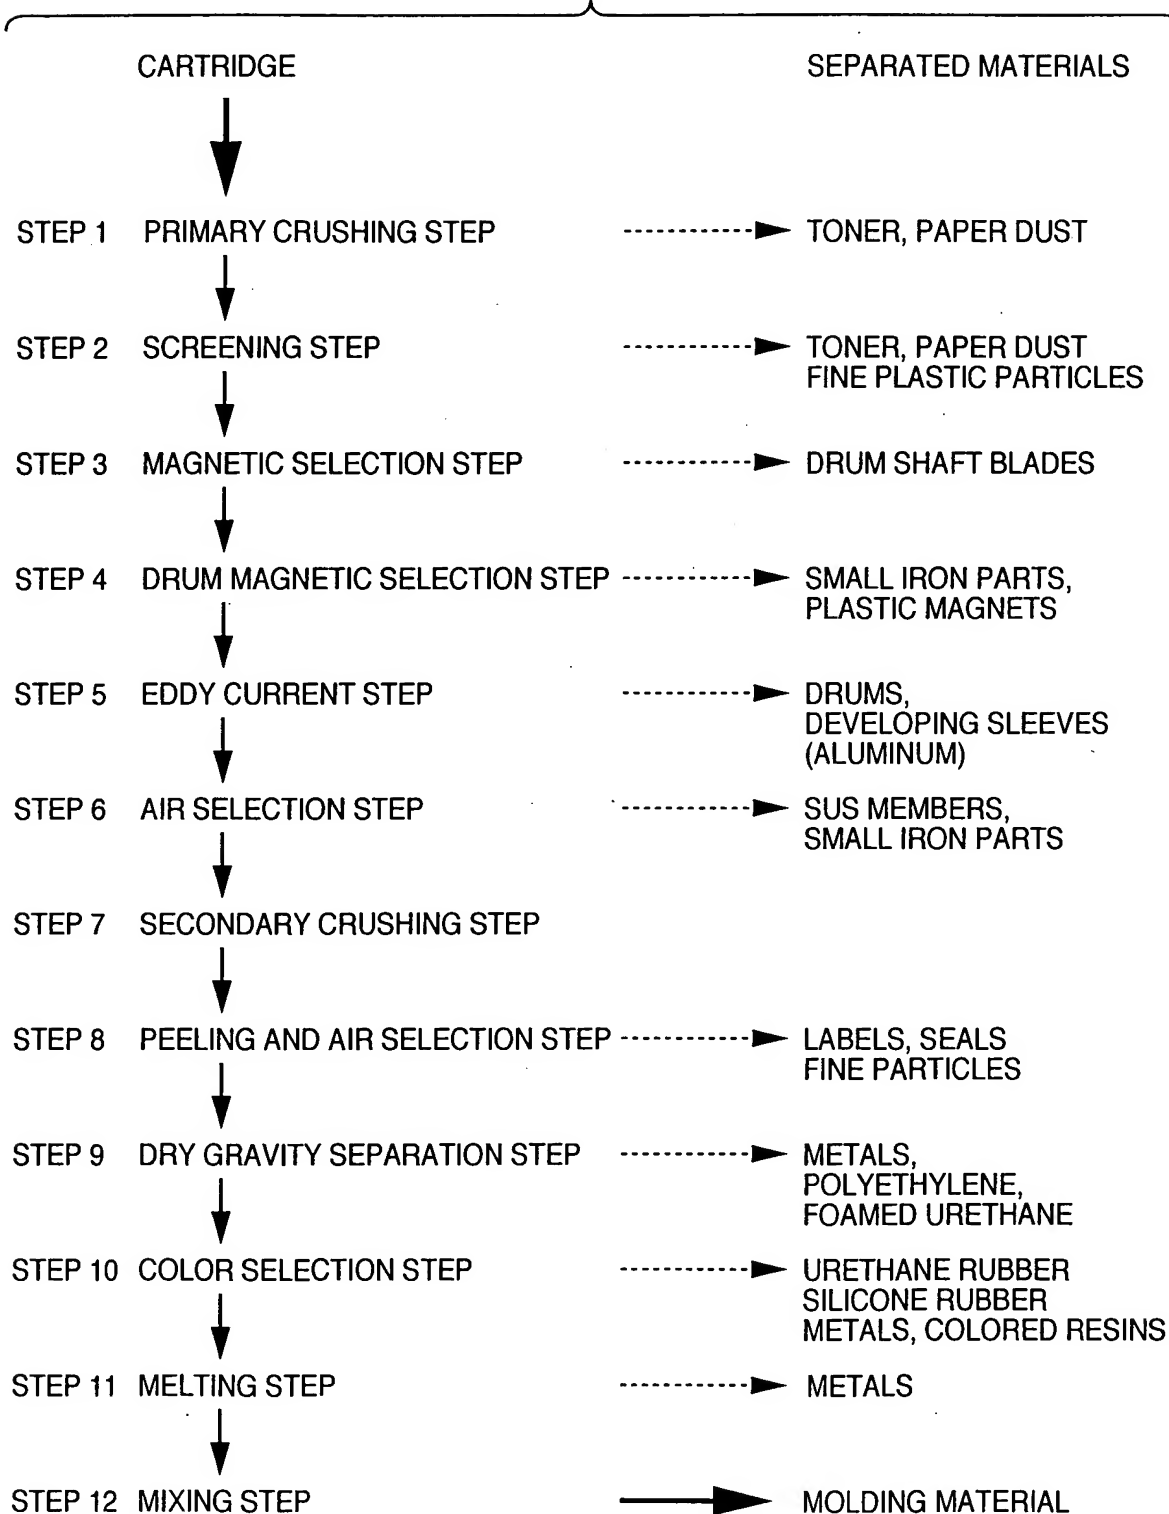 CARTRIDGE SEPARATED MATERIALS
STEP 1 PRIMARY CRUSHING STEP TONER, PAPER DUST
STEP 2 SCREENING STEP TONER, PAPER DUST
FINE PLASTIC PARTICLES
STEP 3 MAGNETIC SELECTION STEP DRUM SHAFT BLADES
STEP 4 DRUM MAGNETIC SELECTION STEP SMALL IRON PARTS,
PLASTIC MAGNETS
STEP 5 EDDY CURRENT STEP DRUMS,
DEVELOPING SLEEVES
(ALUMINUM)
STEP 6 AIR SELECTION STEP SUS MEMBERS,
SMALL IRON PARTS
STEP 7 SECONDARY CRUSHING STEP
STEP 8 PEELING AND AIR SELECTION STEP LABELS, SEALS
FINE PARTICLES
STEP 9 DRY GRAVITY SEPARATION STEP METALS,
POLYETHYLENE,
FOAMED URETHANE
STEP 10 COLOR SELECTION STEP URETHANE RUBBER
SILICONE RUBBER
METALS, COLORED RESINS
STEP 11 MELTING STEP METALS
STEP 12 MIXING STEP MOLDING MATERIAL